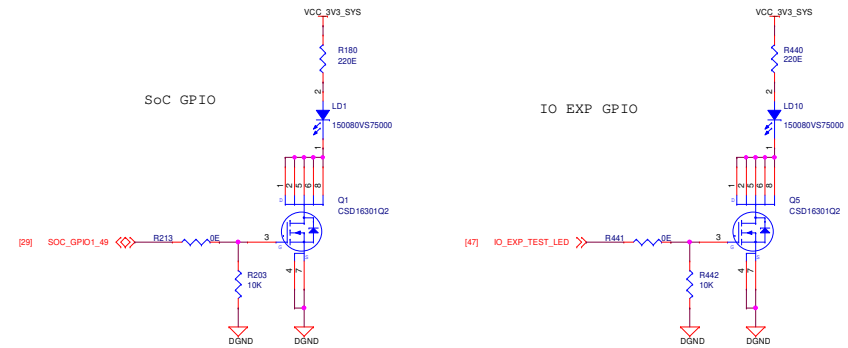 VCC_3V3_SYS
R180
220E
2
SoC GPIO
LD1
150080VS75000
1
1
2
5
6
8
D
Q1
CSD16301Q2
[29] SOC_GPIO1_49
R213
0E
3
G
S
R203
10K
4
7
DGND
DGND
VCC_3V3_SYS
R440
220E
2
IO EXP GPIO
LD10
150080VS75000
1
1
2
5
6
8
D
Q5
CSD16301Q2
[47] IO_EXP_TEST_LED
R441
0E
3
G
S
R442
10K
4
7
DGND
DGND